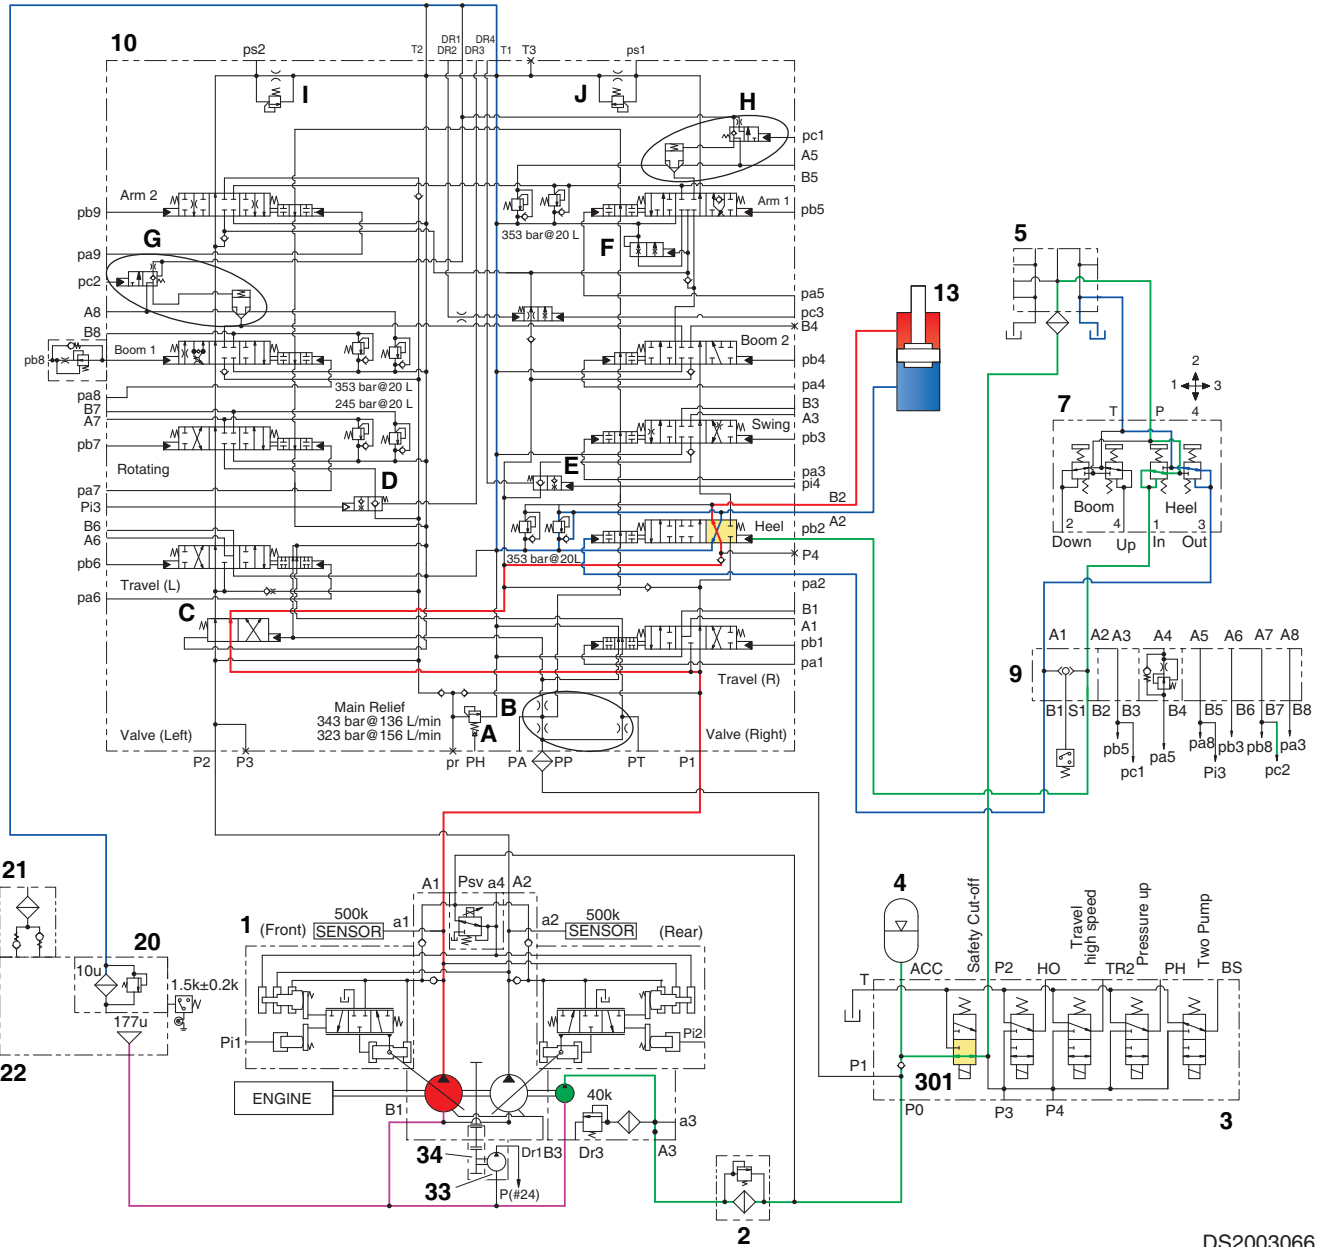 10
ps2
T2
DR1
DR2
DR4
DR3
T1
T3
ps1
I
J
H
pc1
A5
B5
Arm 2
Arm 1
pb9
pb5
353 bar@20 L
G
F
pa9
pc2
pa5
A8
pc3
B8
B4
pb8
Boom 1
Boom 2
pb4
353 bar@20 L
pa8
pa4
B7
245 bar@20 L
B3
A7
A3
Swing
pb7
pb3
Rotating
E
pa3
D
pi4
pa7
B2
Pi3
A2
B6
Heel
pb2
A6
353 bar@20L
P4
pb6
Travel (L)
pa2
pa6
C
B1
A1
pb1
pa1
Travel (R)
Main Relief
343 bar@136 L/min
323 bar@156 L/min
B
A
Valve (Left)
Valve (Right)
P2
P3
pr
PH
PA
PP
PT
P1
13
5
2
1
3
4
7
T
P
Boom
Heel
2
4
1
3
Down
Up
In
Out
9
A1
A2
A3
A4
A5
A6
A7
A8
B1
S1
B2
B3
B4
B5
B6
B7
B8
pb5
pc1
pa5
pa8
Pi3
pb3
pb8
pc2
pa3
21
20
10u
1.5k±0.2k
177u
22
1
(Front)
500k
SENSOR
a1
A1
Psv
a4
A2
a2
500k
SENSOR
(Rear)
Pi1
Pi2
ENGINE
B1
40k
a3
34
Dr1
B3
Dr3
A3
33
P(#24)
2
4
Safety Cut-off
Travel
high speed
Pressure up
Two Pump
T
ACC
P2
HO
TR2
PH
BS
P1
301
P0
P3
P4
3
DS2003066